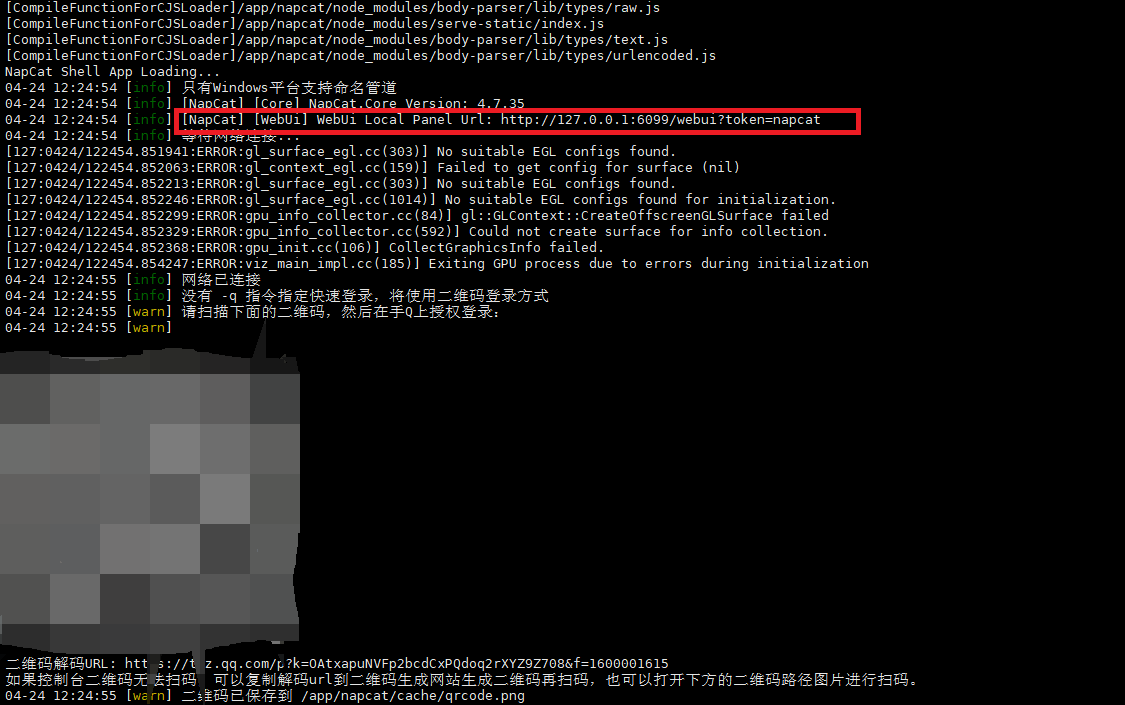 [CompileFunctionForCJSLoader]/app/napcat/node_modules/body-parser/lib/types/raw.js
[CompileFunctionForCJSLoader]/app/napcat/node_modules/serve-static/index.js
[CompileFunctionForCJSLoader]/app/napcat/node_modules/body-parser/lib/types/text.js
[CompileFunctionForCJSLoader]/app/napcat/node_modules/body-parser/lib/types/urlencoded.js
NapCat Shell App Loading...
04-24 12:24:54 [info] 只有Windows平台支持命名管道
04-24 12:24:54 [info] [NapCat] [Core] NapCat.Core Version: 4.7.35
04-24 12:24:54 [info] [NapCat] [WebUi] WebUi Local Panel Url: http://127.0.0.1:6099/webui?token=napcat
04-24 12:24:54 [info] 等待网络连接...
[127:0424/122454.851941:ERROR:gl_surface_egl.cc(303)] No suitable EGL configs found.
[127:0424/122454.852063:ERROR:gl_context_egl.cc(159)] Failed to get config for surface (nil)
[127:0424/122454.852213:ERROR:gl_surface_egl.cc(303)] No suitable EGL configs found.
[127:0424/122454.852246:ERROR:gl_surface_egl.cc(1014)] No suitable EGL configs found for initialization.
[127:0424/122454.852299:ERROR:gpu_info_collector.cc(84)] gl::GLContext::CreateOffscreenGLSurface failed
[127:0424/122454.852329:ERROR:gpu_info_collector.cc(592)] Could not create surface for info collection.
[127:0424/122454.852368:ERROR:gpu_init.cc(106)] CollectGraphicsInfo failed.
[127:0424/122454.854247:ERROR:viz_main_impl.cc(185)] Exiting GPU process due to errors during initialization
04-24 12:24:55 [info] 网络已连接
04-24 12:24:55 [info] 没有 -q 指令指定快速登录，将使用二维码登录方式
04-24 12:24:55 [warn] 请扫描下面的二维码，然后在手Q上授权登录：
04-24 12:24:55 [warn]
二维码解码URL: .qq.com/p?k=OAtxapuNVFp2bcdCxPQdoq2rXYZ9Z708&f=1600001615
如果控制台二维码无法扫码，可以复制解码url到二维码生成网站生成二维码再扫码，也可以打开下方的二维码路径图片进行扫码。
04-24 12:24:55 [warn] 二维码已保存到 /app/napcat/cache/qrcode.png